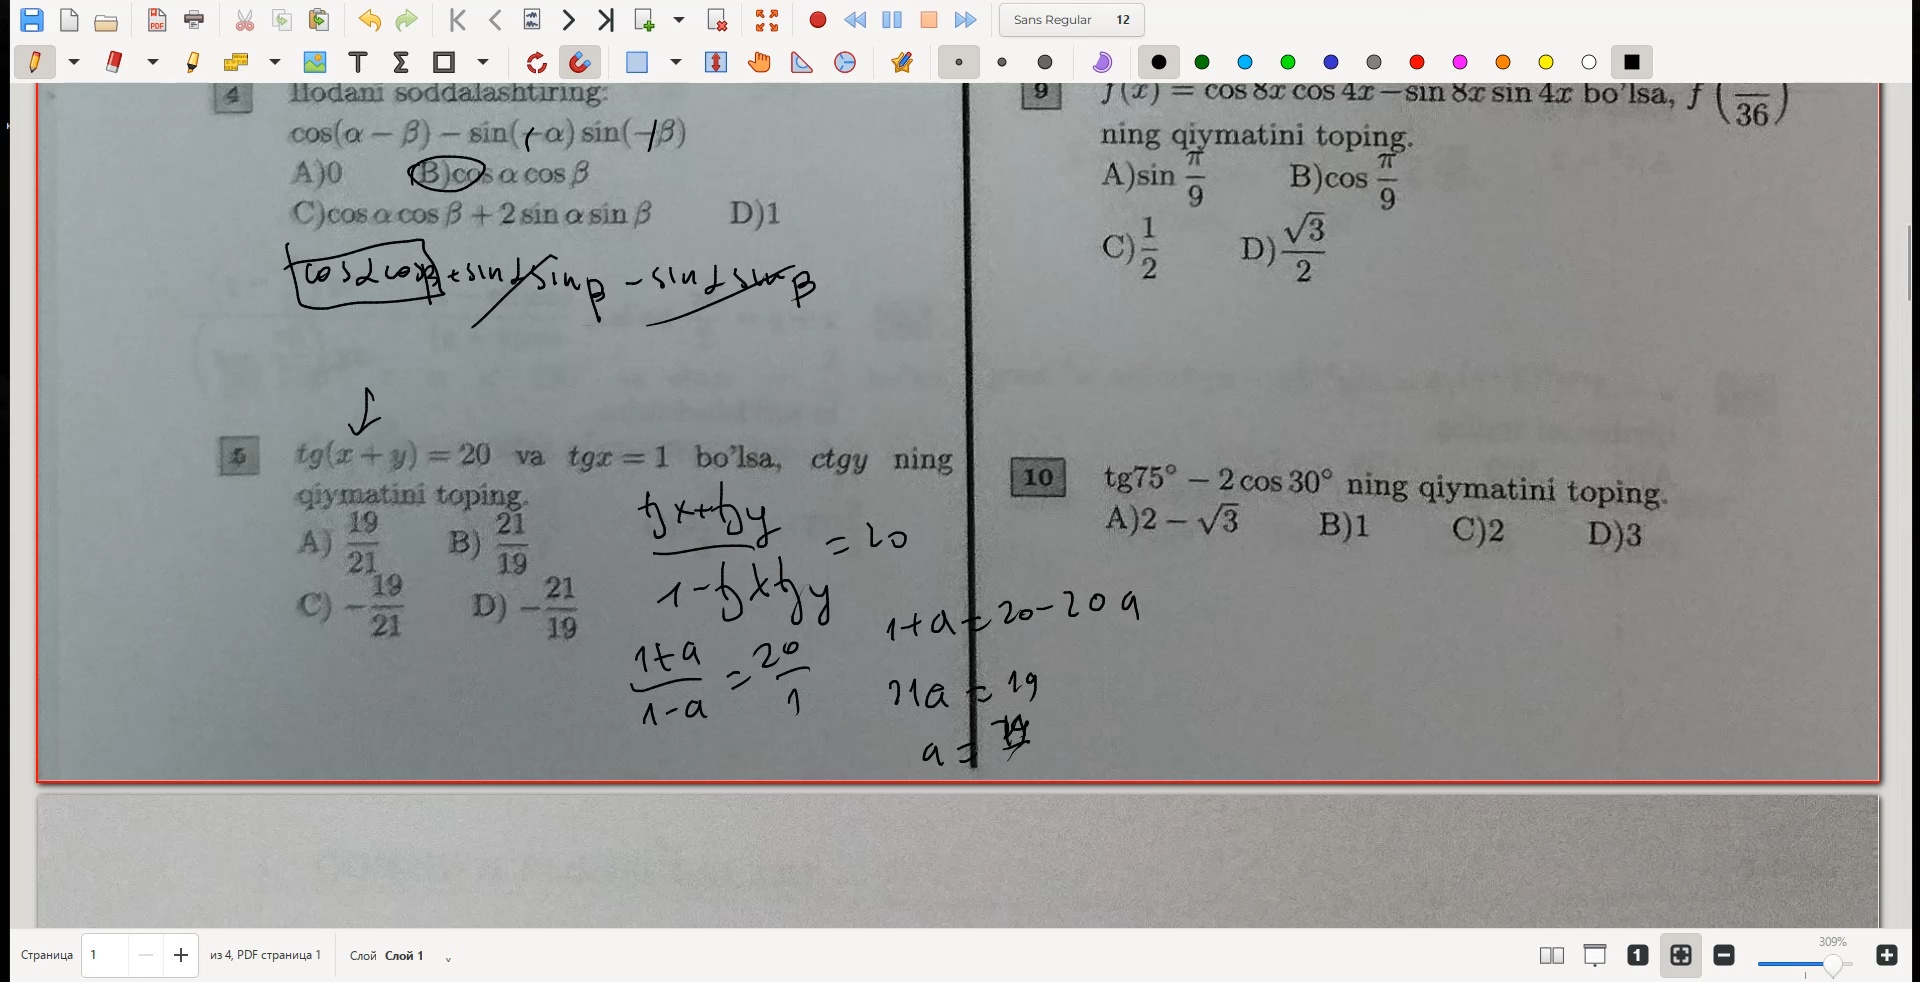 Sans Regular 12
4 Ifodani soddalashtiring:
cos(α − β) − sin(−α) sin(−β)
A)0 B)cos α cos β
C)cos α cos β + 2 sin α sin β D)1
cosαcosβ + sinαsinβ − sinαsinβ
5 tg(x + y) = 20 va tgx = 1 bo'lsa, ctgy ning
qiymatini toping.
A) 19/21 B) 21/19
C) −19/21 D) −21/19
tgx+tgy / 1−tgxtgy = 20
1+a / 1−a = 20/1
1+a = 20−20a
21a = 19
a =
9 f(x) = cos 8x cos 4x − sin 8x sin 4x bo'lsa, f( /36)
ning qiymatini toping.
A)sin π/9 B)cos π/9
C) 1/2 D) √3/2
10 tg75° − 2 cos 30° ning qiymatini toping.
A)2 − √3 B)1 C)2 D)3
Страница 1 из 4, PDF страница 1 Слой Слой 1
309%